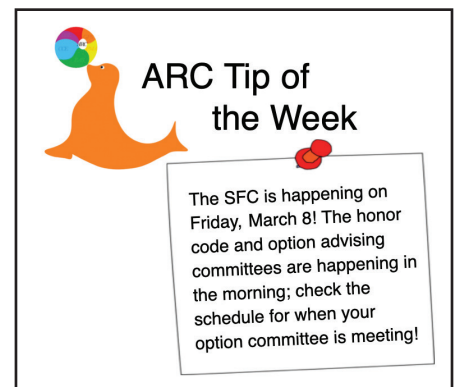 ARC Tip of
the Week
The SFC is happening on
Friday, March 8! The honor
code and option advising
committees are happening in
the morning; check the
schedule for when your
option committee is meeting!